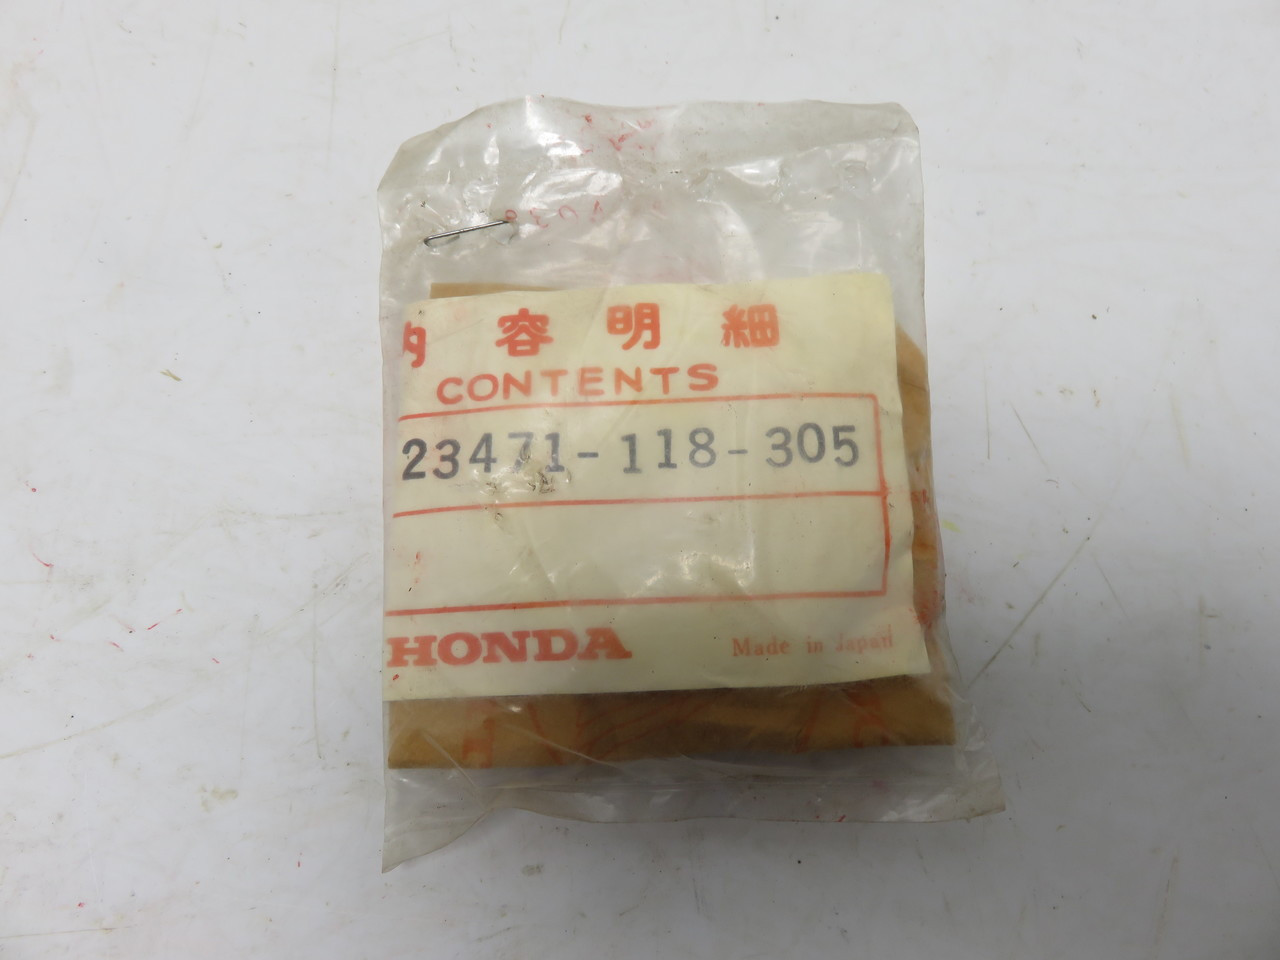 内容明細
CONTENTS
23471-118-305
HONDA
Made in Japan